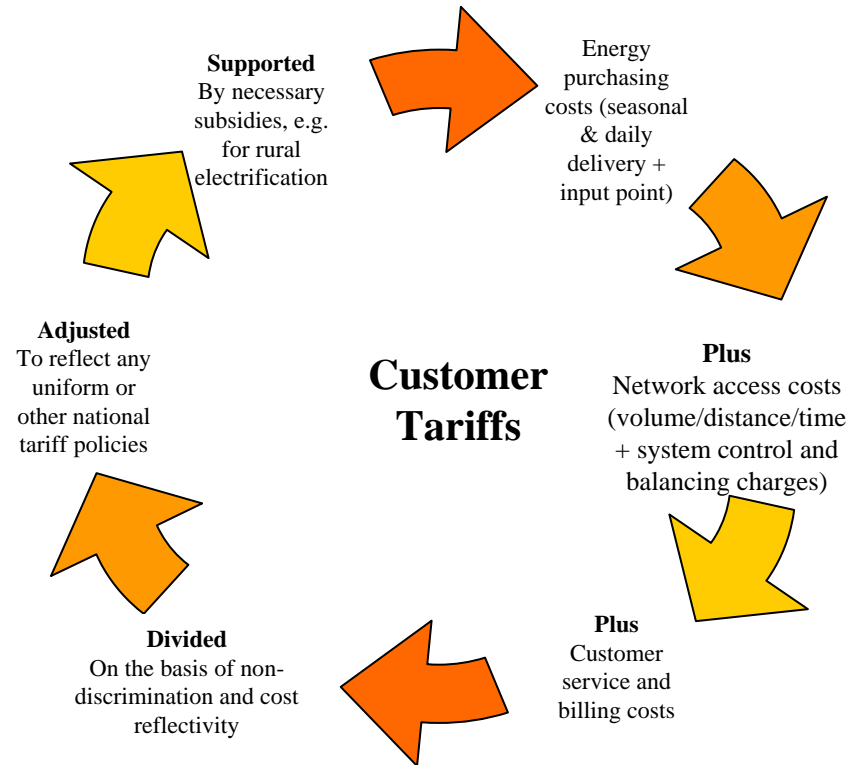 Supported
By necessary
subsidies, e.g.
for rural
electrification
Energy
purchasing
costs (seasonal
& daily
delivery +
input point)
Plus
Network access costs
(volume/distance/time
+ system control and
balancing charges)
Plus
Customer
service and
billing costs
Divided
On the basis of non-
discrimination and cost
reflectivity
Adjusted
To reflect any
uniform or
other national
tariff policies
Customer
Tariffs